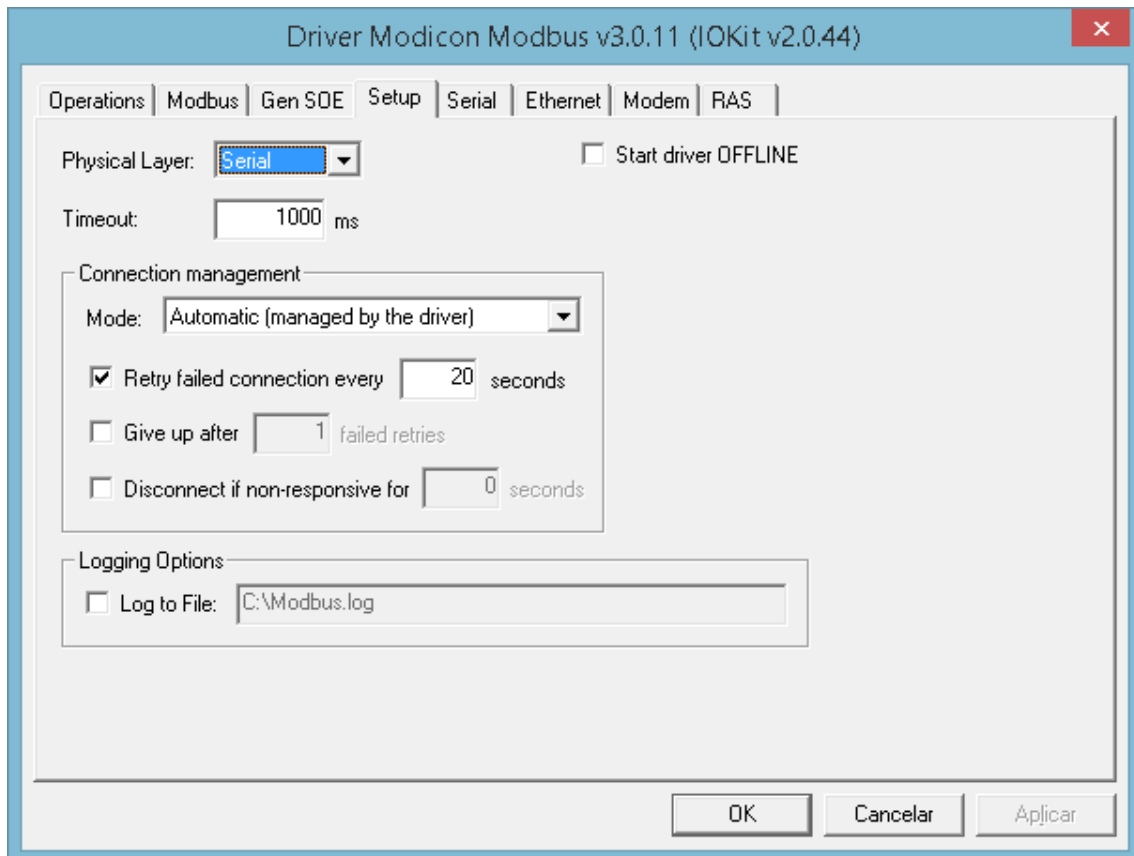 Driver Modicon Modbus v3.0.11 (IOKit v2.0.44)
Operations Modbus Gen SOE Setup Serial Ethernet Modem RAS
Physical Layer: Serial Start driver OFFLINE
Timeout: 1000 ms
Connection management
Mode: Automatic (managed by the driver)
Retry failed connection every 20 seconds
Give up after 1 failed retries
Disconnect if non-responsive for 0 seconds
Logging Options
Log to File: C:\Modbus.log
OK Cancelar Aplicar